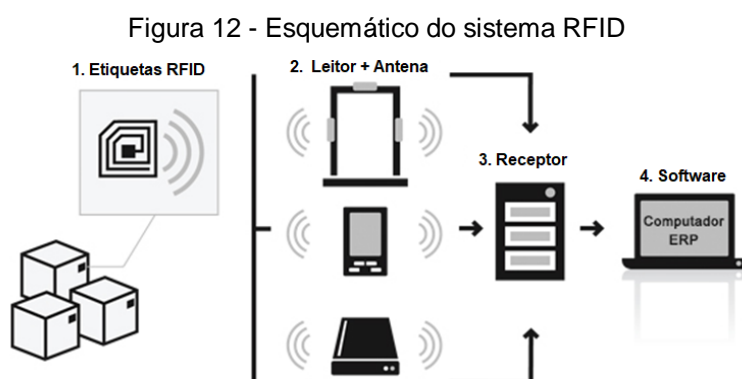 Figura 12 - Esquemático do sistema RFID
1. Etiquetas RFID
2. Leitor + Antena
3. Receptor
4. Software
Computador
ERP